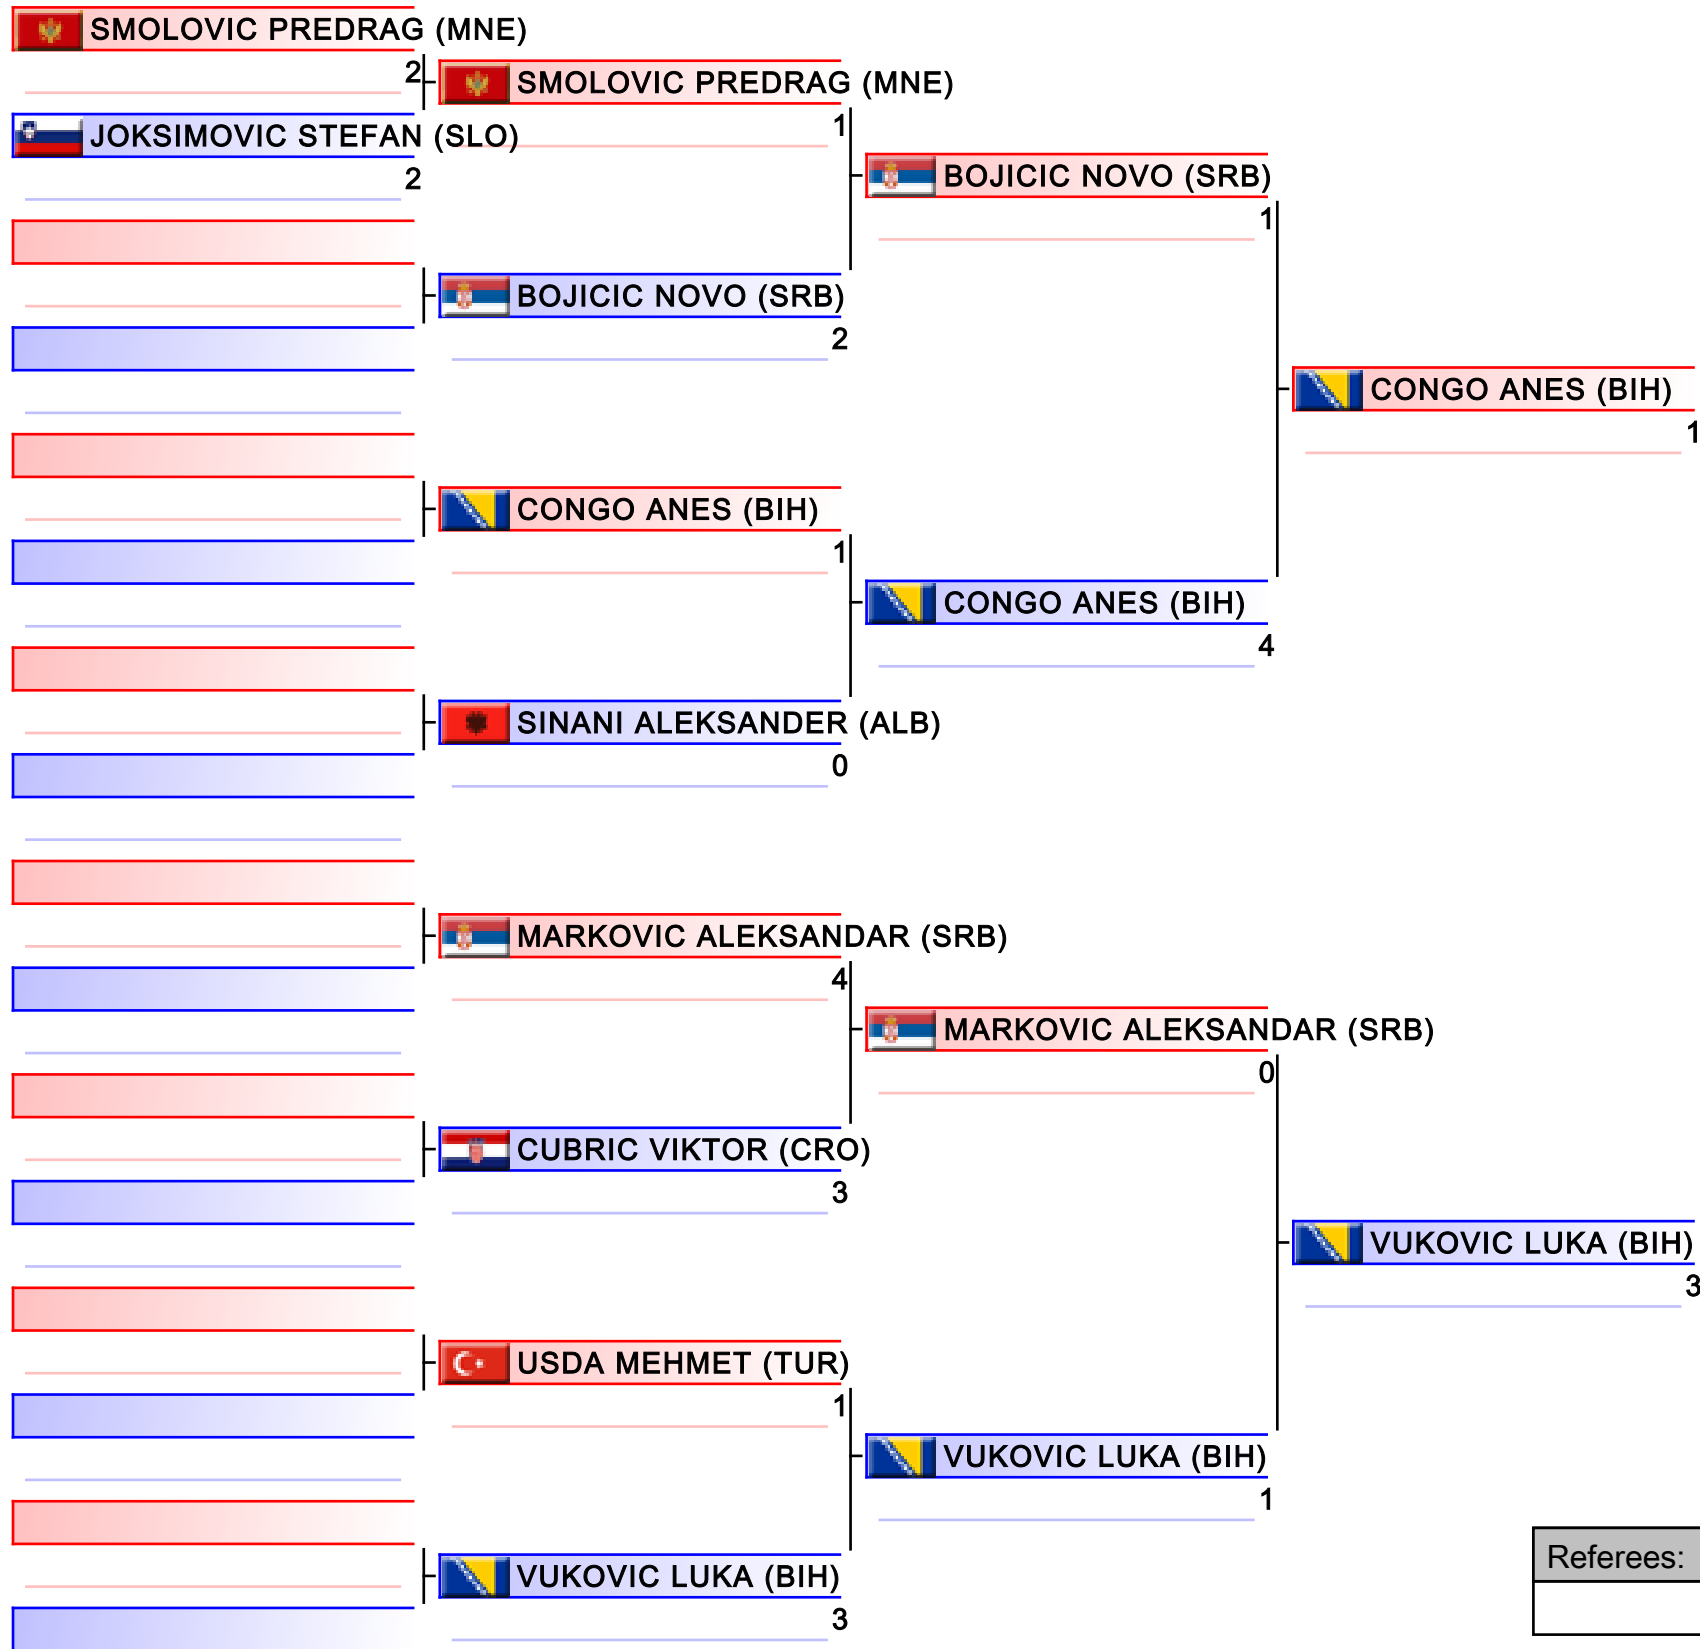 SMOLOVIC PREDRAG (MNE)
2
JOKSIMOVIC STEFAN (SLO)
2
SMOLOVIC PREDRAG (MNE)
1
BOJICIC NOVO (SRB)
2
CONGO ANES (BIH)
1
SINANI ALEKSANDER (ALB)
0
MARKOVIC ALEKSANDAR (SRB)
4
CUBRIC VIKTOR (CRO)
3
USDA MEHMET (TUR)
1
VUKOVIC LUKA (BIH)
3
BOJICIC NOVO (SRB)
1
CONGO ANES (BIH)
4
MARKOVIC ALEKSANDAR (SRB)
0
VUKOVIC LUKA (BIH)
1
CONGO ANES (BIH)
1
VUKOVIC LUKA (BIH)
3
Referees: